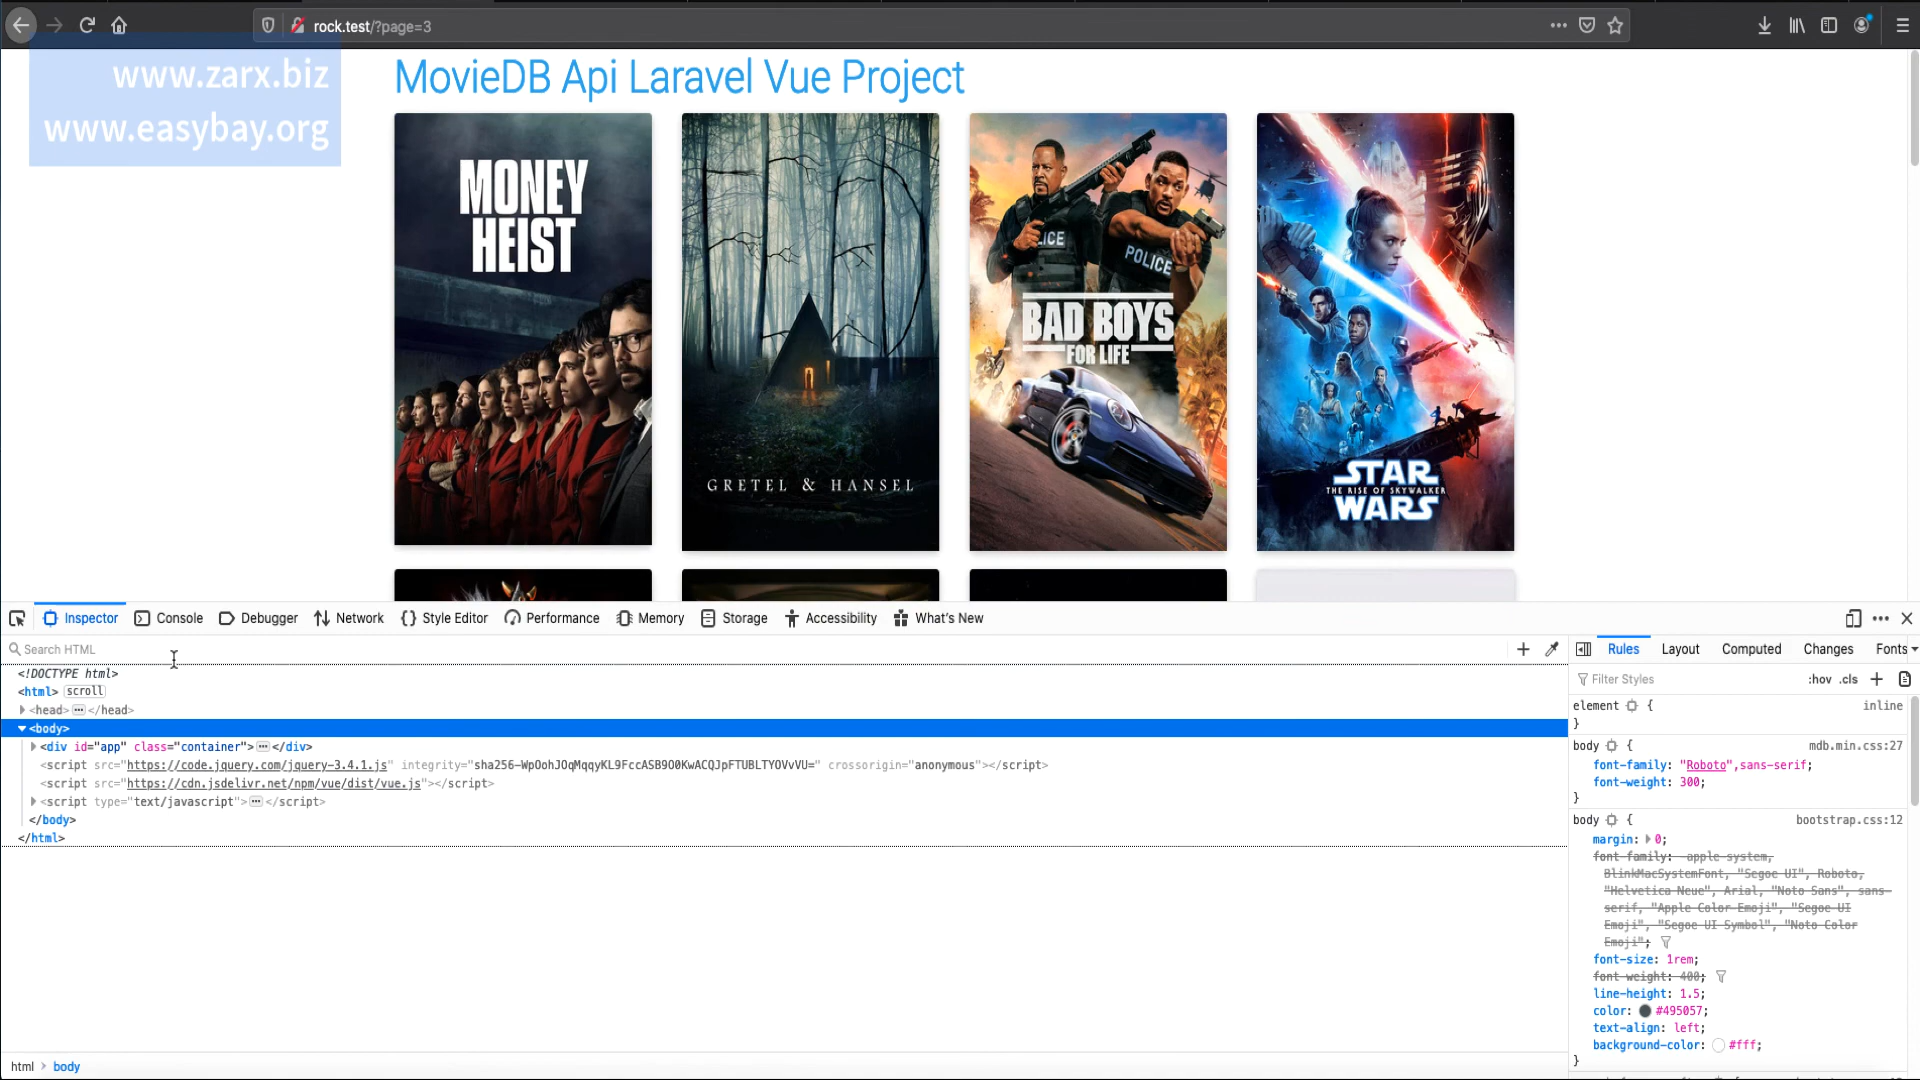 rock.test/?page=3
www.zarx.biz
www.easybay.org
MovieDB Api Laravel Vue Project
MONEY
HEIST
GRETEL & HANSEL
POLICE
BAD BOYS
FOR LIFE
STAR
THE RISE OF SKYWALKER
WARS
Inspector Console Debugger Network Style Editor Performance Memory Storage Accessibility What's New
Search HTML
<!DOCTYPE html>
<html> scroll
<head> ••• </head>
<body>
<div id="app" class="container"> ••• </div>
<script src="https://code.jquery.com/jquery-3.4.1.js" integrity="sha256-WpOohJOqMqqyKL9FccASB9O0KwACQJpFTUBLTYOVvVU=" crossorigin="anonymous"></script>
<script src="https://cdn.jsdelivr.net/npm/vue/dist/vue.js"></script>
<script type="text/javascript"> ••• </script>
</body>
</html>
html > body
Rules Layout Computed Changes Fonts
Filter Styles :hov .cls
element { inline
}
body { mdb.min.css:27
font-family: "Roboto",sans-serif;
font-weight: 300;
}
body { bootstrap.css:12
margin: 0;
font-family: -apple-system,
BlinkMacSystemFont, "Segoe UI", Roboto,
"Helvetica Neue", Arial, "Noto Sans", sans-
serif, "Apple Color Emoji", "Segoe UI
Emoji", "Segoe UI Symbol", "Noto Color
Emoji";
font-size: 1rem;
font-weight: 400;
line-height: 1.5;
color: #495057;
text-align: left;
background-color: #fff;
}